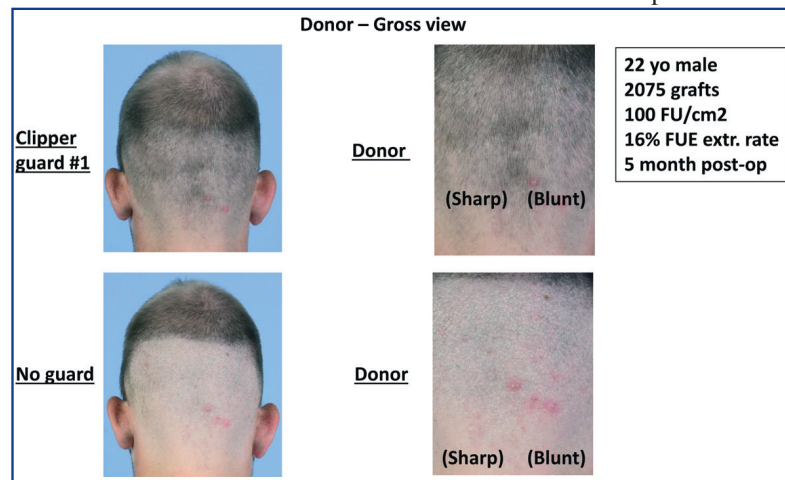 Donor – Gross view
Clipper
guard #1
Donor
(Sharp) (Blunt)
22 yo male
2075 grafts
100 FU/cm2
16% FUE extr. rate
5 month post-op
No guard
Donor
(Sharp) (Blunt)